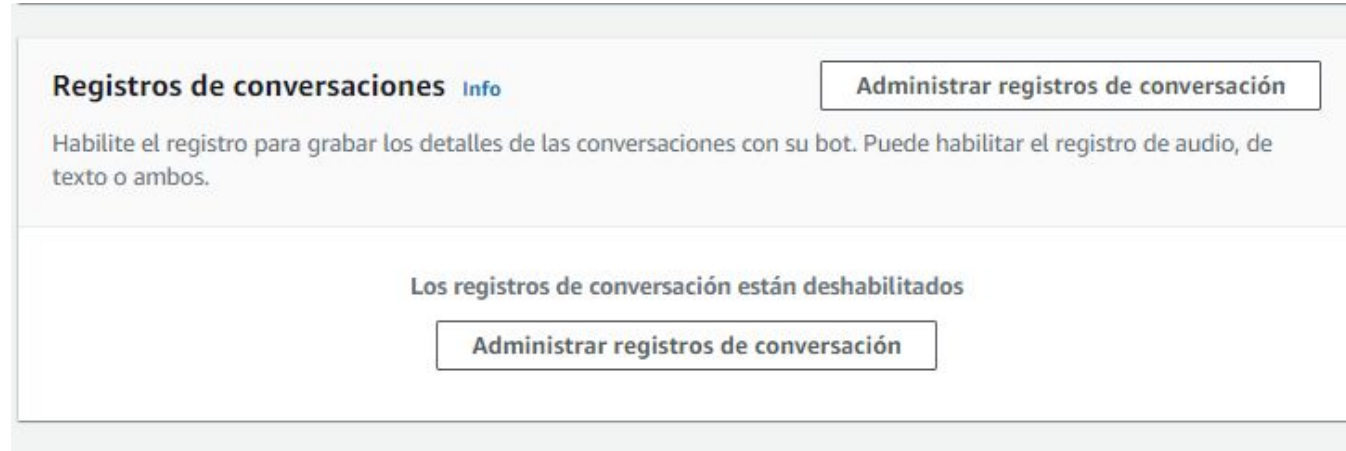 Registros de conversaciones Info
Administrar registros de conversación
Habilite el registro para grabar los detalles de las conversaciones con su bot. Puede habilitar el registro de audio, de
texto o ambos.
Los registros de conversación están deshabilitados
Administrar registros de conversación